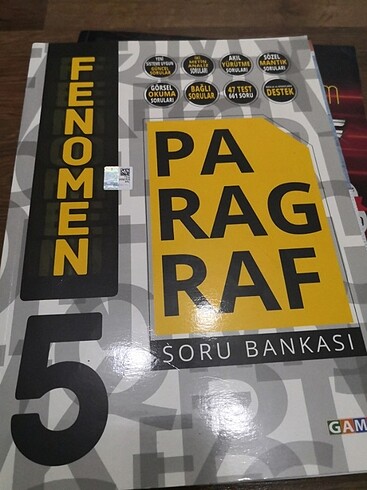 FENOMEN
5
YENİ SİSTEME UYGUN
GÜNCEL
SORULAR
METİN
ANALİZ
SORULARI
AKIL
YÜRÜTME
SORULARI
SÖZEL
MANTIK
SORULARI
GÖRSEL
OKUMA
SORULARI
BAĞLI
SORULAR
47 TEST
661 SORU
DESTEK
PA
RAG
RAF
SORU BANKASI
GAM